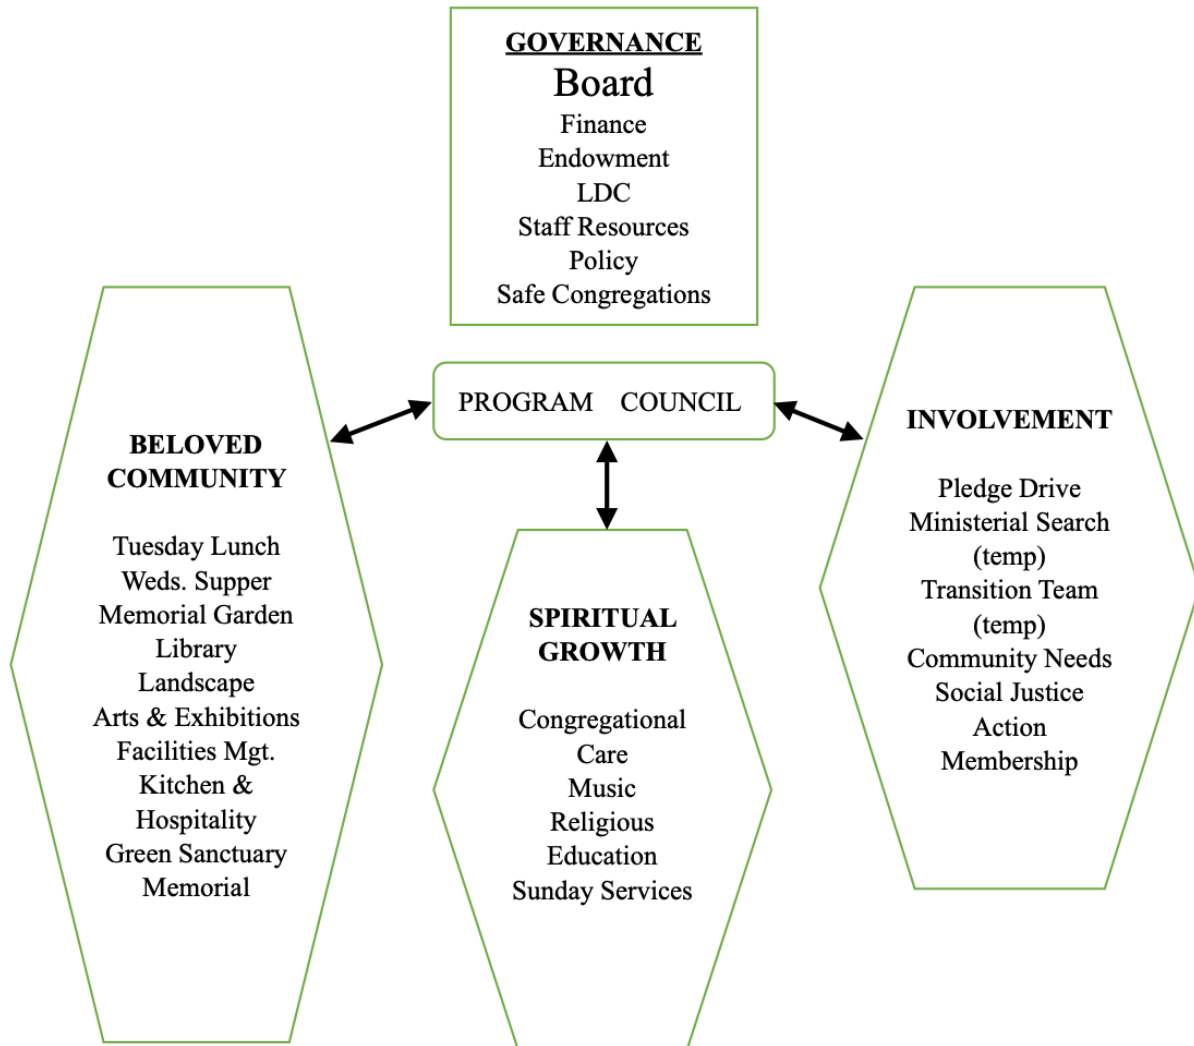 GOVERNANCE
Board
Finance
Endowment
LDC
Staff Resources
Policy
Safe Congregations
PROGRAM COUNCIL
BELOVED
COMMUNITY
Tuesday Lunch
Weds. Supper
Memorial Garden
Library
Landscape
Arts & Exhibitions
Facilities Mgt.
Kitchen &
Hospitality
Green Sanctuary
Memorial
SPIRITUAL
GROWTH
Congregational
Care
Music
Religious
Education
Sunday Services
INVOLVEMENT
Pledge Drive
Ministerial Search
(temp)
Transition Team
(temp)
Community Needs
Social Justice
Action
Membership